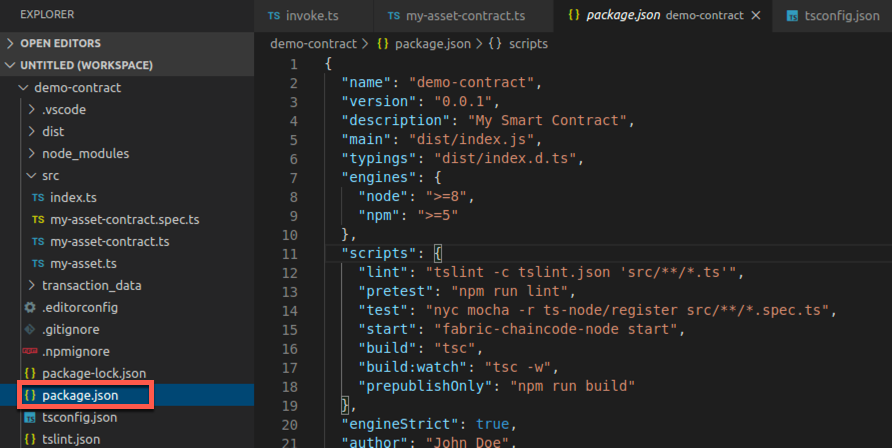 EXPLORER
OPEN EDITORS
UNTITLED (WORKSPACE)
demo-contract
.vscode
dist
node_modules
src
TS index.ts
TS my-asset-contract.spec.ts
TS my-asset-contract.ts
TS my-asset.ts
transaction_data
.editorconfig
.gitignore
npm .npmignore
{} package-lock.json
{} package.json
TS tsconfig.json
{} tslint.json
TS invoke.ts
TS my-asset-contract.ts
{} package.json demo-contract
TS tsconfig.json
demo-contract > {} package.json > {} scripts
1 {
2 "name": "demo-contract",
3 "version": "0.0.1",
4 "description": "My Smart Contract",
5 "main": "dist/index.js",
6 "typings": "dist/index.d.ts",
7 "engines": {
8 "node": ">=8",
9 "npm": ">=5"
10 },
11 "scripts": {
12 "lint": "tslint -c tslint.json 'src/**/*.ts'",
13 "pretest": "npm run lint",
14 "test": "nyc mocha -r ts-node/register src/**/*.spec.ts",
15 "start": "fabric-chaincode-node start",
16 "build": "tsc",
17 "build:watch": "tsc -w",
18 "prepublishOnly": "npm run build"
19 },
20 "engineStrict": true,
21 "author": "John Doe",